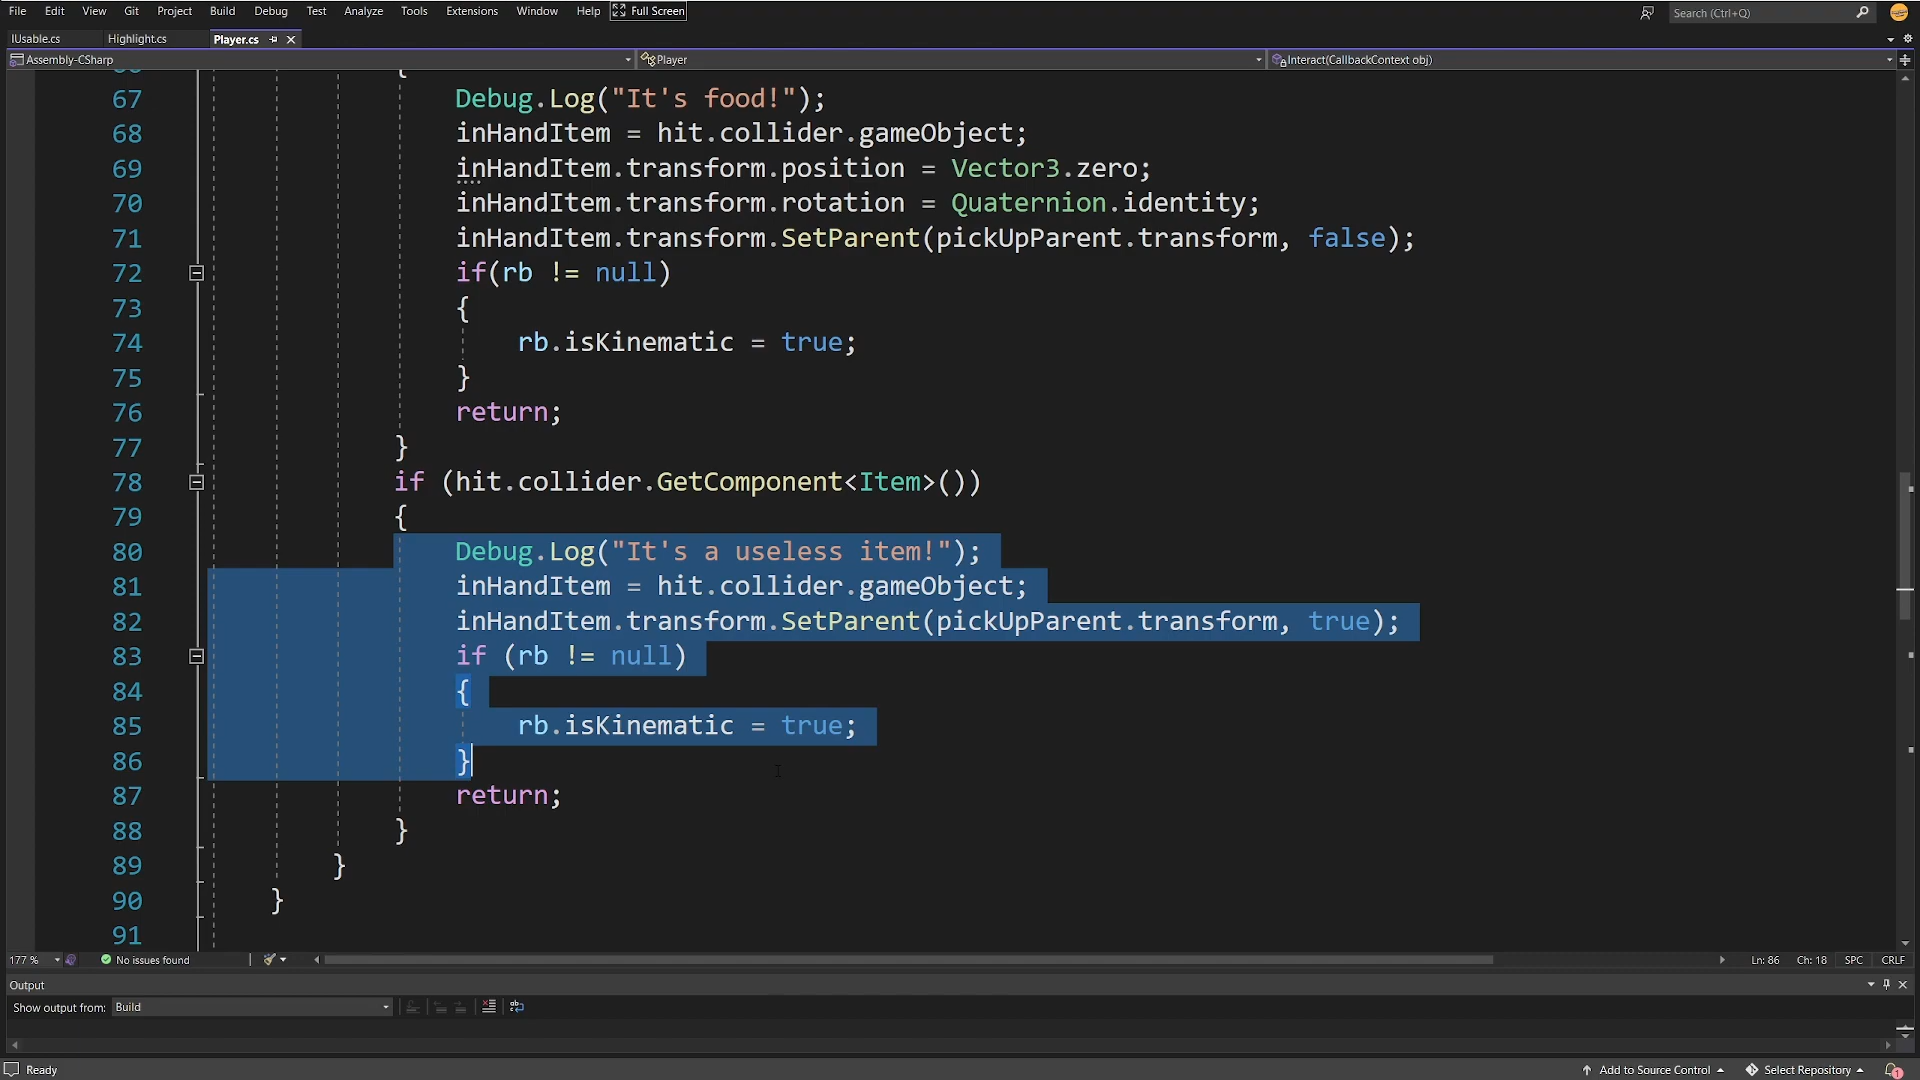 File Edit View Git Project Build Debug Test Analyze Tools Extensions Window Help Full Screen Search (Ctrl+Q)
IUsable.cs Highlight.cs Player.cs
Assembly-CSharp Player Interact(CallbackContext obj)
{
67 Debug.Log("It's food!");
68 inHandItem = hit.collider.gameObject;
69 inHandItem.transform.position = Vector3.zero;
70 inHandItem.transform.rotation = Quaternion.identity;
71 inHandItem.transform.SetParent(pickUpParent.transform, false);
72 if(rb != null)
73 {
74 rb.isKinematic = true;
75 }
76 return;
77 }
78 if (hit.collider.GetComponent<Item>())
79 {
80 Debug.Log("It's a useless item!");
81 inHandItem = hit.collider.gameObject;
82 inHandItem.transform.SetParent(pickUpParent.transform, true);
83 if (rb != null)
84 {
85 rb.isKinematic = true;
86 }
87 return;
88 }
89 }
90 }
91
177 % No issues found Ln: 86 Ch: 18 SPC CRLF
Output
Show output from: Build
Ready Add to Source Control Select Repository 1